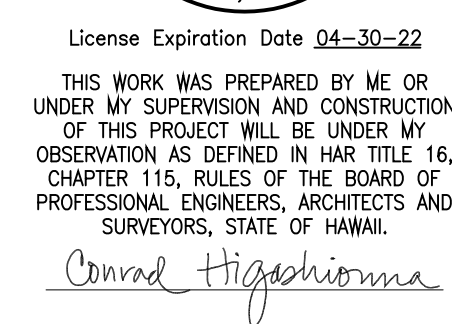 License Expiration Date 04-30-22
THIS WORK WAS PREPARED BY ME OR
UNDER MY SUPERVISION AND CONSTRUCTION
OF THIS PROJECT WILL BE UNDER MY
OBSERVATION AS DEFINED IN HAR TITLE 16,
CHAPTER 115, RULES OF THE BOARD OF
PROFESSIONAL ENGINEERS, ARCHITECTS AND
SURVEYORS, STATE OF HAWAII.
Conrad Higashionna